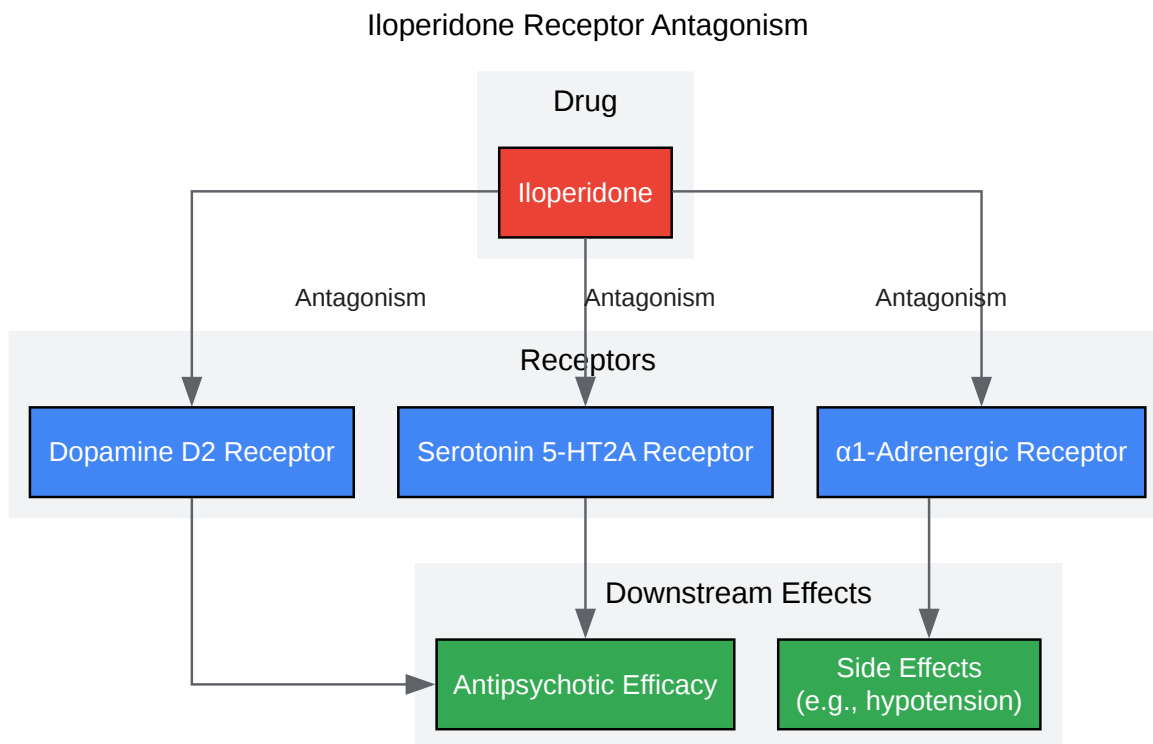 Iloperidone Receptor Antagonism
Drug
Iloperidone
Antagonism
Antagonism
Antagonism
Receptors
Dopamine D2 Receptor
Serotonin 5-HT2A Receptor
α1-Adrenergic Receptor
Downstream Effects
Antipsychotic Efficacy
Side Effects
(e.g., hypotension)